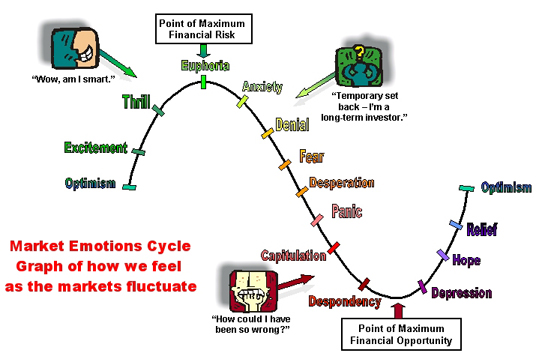 Point of Maximum
Financial Risk
Euphoria
"Wow, am I smart."
Thrill
Excitement
Optimism
Anxiety
?
"Temporary set
back – I'm a
long-term investor."
Denial
Fear
Desperation
Panic
Capitulation
Despondency
Depression
Hope
Relief
Optimism
Market Emotions Cycle
Graph of how we feel
as the markets fluctuate
"How could I have
been so wrong?"
Point of Maximum
Financial Opportunity